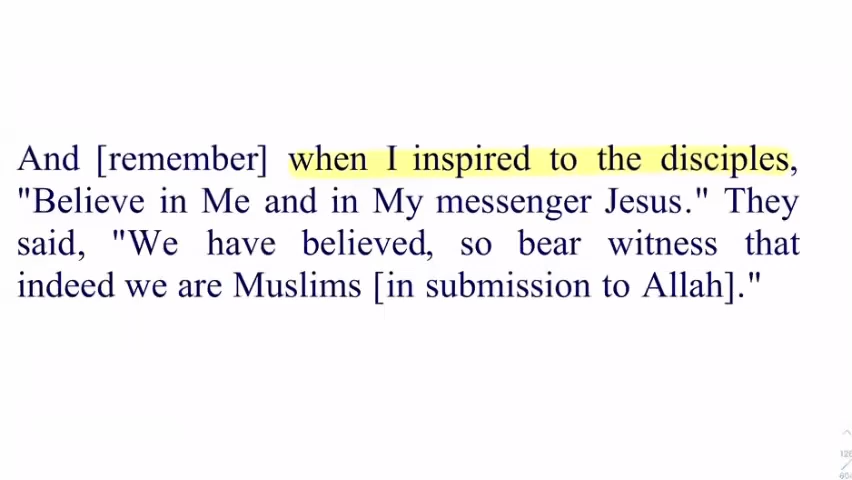 And [remember] when I inspired to the disciples,
"Believe in Me and in My messenger Jesus." They
said, "We have believed, so bear witness that
indeed we are Muslims [in submission to Allah]."